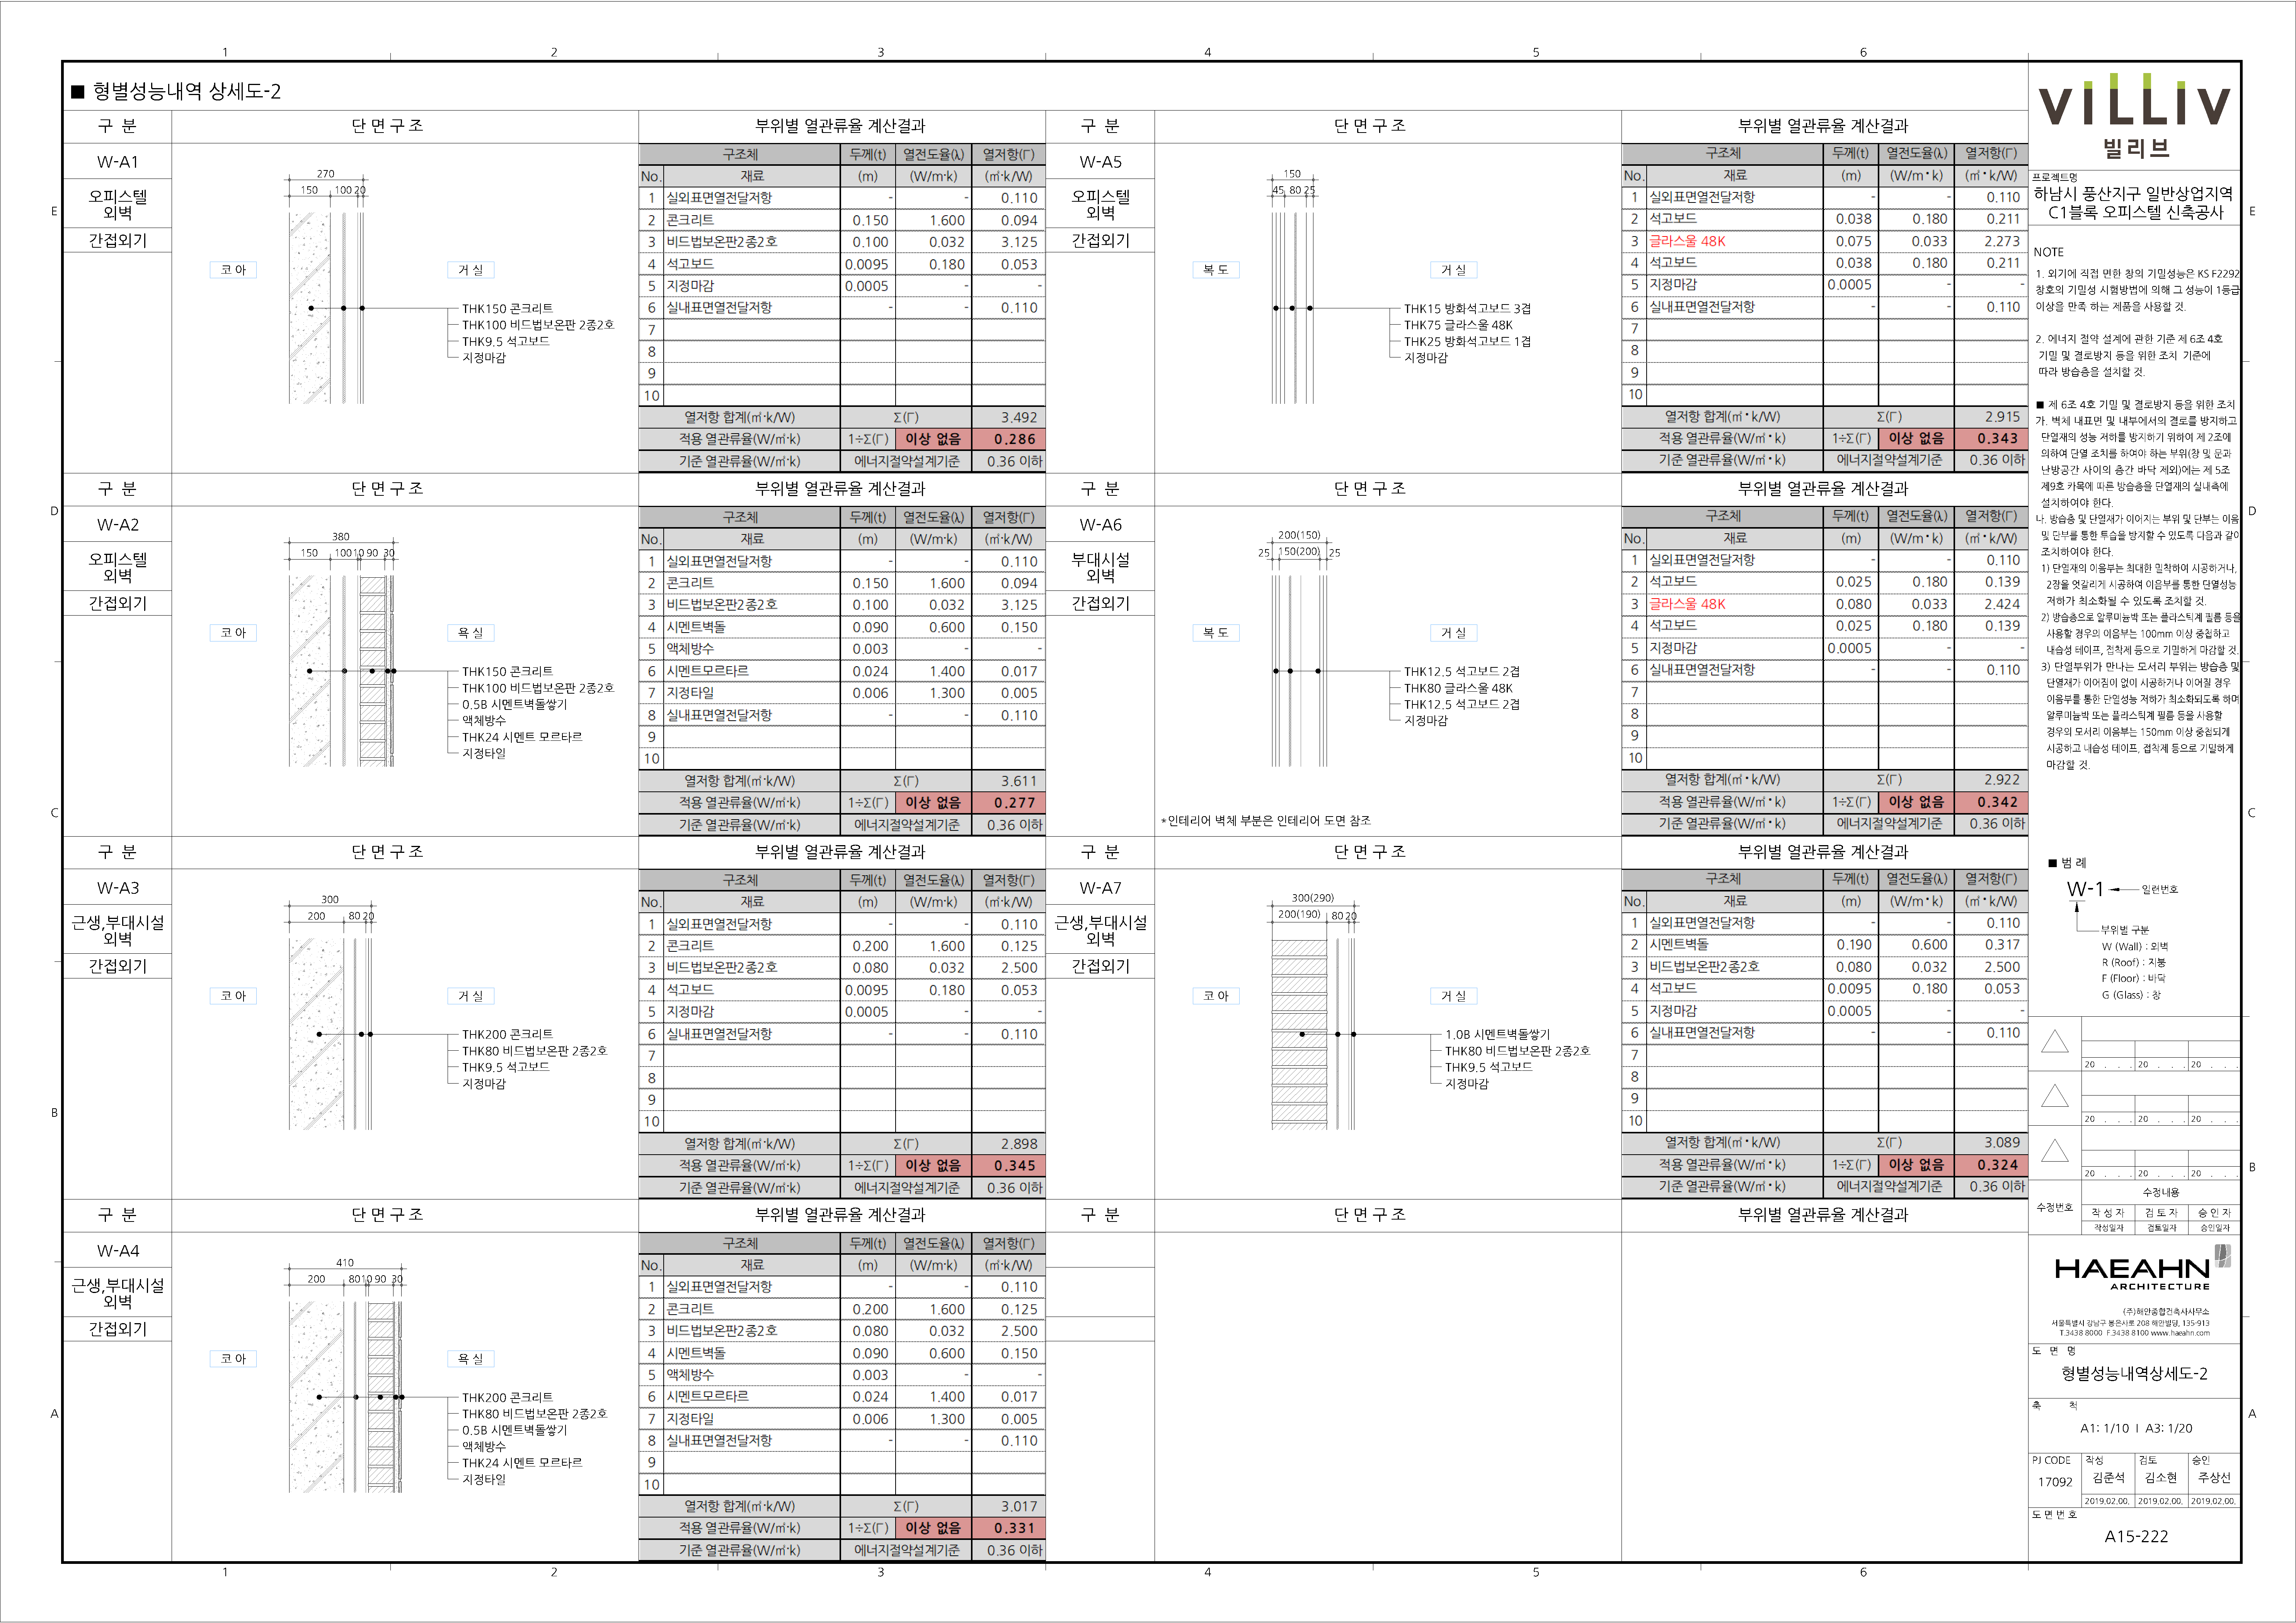 1 2 3 4 5 6
■ 형별성능내역 상세도-2
구 분 단 면 구 조 부위별 열관류율 계산결과
W-A1
오피스텔
외벽
간접외기
270
150 100 20
코 아 거 실
THK150 콘크리트
THK100 비드법보온판 2종2호
THK9.5 석고보드
지정마감
구조체 두께(t) 열전도율(λ) 열저항(Γ)
No. 재료 (m) (W/m·k) (㎡·k/W)
1 실외표면열전달저항 - - 0.110
2 콘크리트 0.150 1.600 0.094
3 비드법보온판2종2호 0.100 0.032 3.125
4 석고보드 0.0095 0.180 0.053
5 지정마감 0.0005 - -
6 실내표면열전달저항 - - 0.110
7
8
9
10
열저항 합계(㎡·k/W) Σ(Γ) 3.492
적용 열관류율(W/㎡·k) 1÷Σ(Γ) 이상 없음 0.286
기준 열관류율(W/㎡·k) 에너지절약설계기준 0.36 이하
구 분 단 면 구 조 부위별 열관류율 계산결과
W-A2
오피스텔
외벽
간접외기
380
150 100 10 90 30
코 아 욕 실
THK150 콘크리트
THK100 비드법보온판 2종2호
0.5B 시멘트벽돌쌓기
액체방수
THK24 시멘트 모르타르
지정타일
구조체 두께(t) 열전도율(λ) 열저항(Γ)
No. 재료 (m) (W/m·k) (㎡·k/W)
1 실외표면열전달저항 - - 0.110
2 콘크리트 0.150 1.600 0.094
3 비드법보온판2종2호 0.100 0.032 3.125
4 시멘트벽돌 0.090 0.600 0.150
5 액체방수 0.003 - -
6 시멘트모르타르 0.024 1.400 0.017
7 지정타일 0.006 1.300 0.005
8 실내표면열전달저항 - - 0.110
9
10
열저항 합계(㎡·k/W) Σ(Γ) 3.611
적용 열관류율(W/㎡·k) 1÷Σ(Γ) 이상 없음 0.277
기준 열관류율(W/㎡·k) 에너지절약설계기준 0.36 이하
구 분 단 면 구 조 부위별 열관류율 계산결과
W-A3
근생,부대시설
외벽
간접외기
300
200 80 20
코 아 거 실
THK200 콘크리트
THK80 비드법보온판 2종2호
THK9.5 석고보드
지정마감
구조체 두께(t) 열전도율(λ) 열저항(Γ)
No. 재료 (m) (W/m·k) (㎡·k/W)
1 실외표면열전달저항 - - 0.110
2 콘크리트 0.200 1.600 0.125
3 비드법보온판2종2호 0.080 0.032 2.500
4 석고보드 0.0095 0.180 0.053
5 지정마감 0.0005 - -
6 실내표면열전달저항 - - 0.110
7
8
9
10
열저항 합계(㎡·k/W) Σ(Γ) 2.898
적용 열관류율(W/㎡·k) 1÷Σ(Γ) 이상 없음 0.345
기준 열관류율(W/㎡·k) 에너지절약설계기준 0.36 이하
구 분 단 면 구 조 부위별 열관류율 계산결과
W-A4
근생,부대시설
외벽
간접외기
410
200 80 10 90 30
코 아 욕 실
THK200 콘크리트
THK80 비드법보온판 2종2호
0.5B 시멘트벽돌쌓기
액체방수
THK24 시멘트 모르타르
지정타일
구조체 두께(t) 열전도율(λ) 열저항(Γ)
No. 재료 (m) (W/m·k) (㎡·k/W)
1 실외표면열전달저항 - - 0.110
2 콘크리트 0.200 1.600 0.125
3 비드법보온판2종2호 0.080 0.032 2.500
4 시멘트벽돌 0.090 0.600 0.150
5 액체방수 0.003 - -
6 시멘트모르타르 0.024 1.400 0.017
7 지정타일 0.006 1.300 0.005
8 실내표면열전달저항 - - 0.110
9
10
열저항 합계(㎡·k/W) Σ(Γ) 3.017
적용 열관류율(W/㎡·k) 1÷Σ(Γ) 이상 없음 0.331
기준 열관류율(W/㎡·k) 에너지절약설계기준 0.36 이하
구 분 단 면 구 조 부위별 열관류율 계산결과
W-A5
오피스텔
외벽
간접외기
150
45 80 25
복 도 거 실
THK15 방화석고보드 3겹
THK75 글라스울 48K
THK25 방화석고보드 1겹
지정마감
구조체 두께(t) 열전도율(λ) 열저항(Γ)
No. 재료 (m) (W/m·k) (㎡·k/W)
1 실외표면열전달저항 - - 0.110
2 석고보드 0.038 0.180 0.211
3 글라스울 48K 0.075 0.033 2.273
4 석고보드 0.038 0.180 0.211
5 지정마감 0.0005 - -
6 실내표면열전달저항 - - 0.110
7
8
9
10
열저항 합계(㎡·k/W) Σ(Γ) 2.915
적용 열관류율(W/㎡·k) 1÷Σ(Γ) 이상 없음 0.343
기준 열관류율(W/㎡·k) 에너지절약설계기준 0.36 이하
구 분 단 면 구 조 부위별 열관류율 계산결과
W-A6
부대시설
외벽
간접외기
200(150)
25 150(200) 25
복 도 거 실
THK12.5 석고보드 2겹
THK80 글라스울 48K
THK12.5 석고보드 2겹
지정마감
*인테리어 벽체 부분은 인테리어 도면 참조
구조체 두께(t) 열전도율(λ) 열저항(Γ)
No. 재료 (m) (W/m·k) (㎡·k/W)
1 실외표면열전달저항 - - 0.110
2 석고보드 0.025 0.180 0.139
3 글라스울 48K 0.080 0.033 2.424
4 석고보드 0.025 0.180 0.139
5 지정마감 0.0005 - -
6 실내표면열전달저항 - - 0.110
7
8
9
10
열저항 합계(㎡·k/W) Σ(Γ) 2.922
적용 열관류율(W/㎡·k) 1÷Σ(Γ) 이상 없음 0.342
기준 열관류율(W/㎡·k) 에너지절약설계기준 0.36 이하
구 분 단 면 구 조 부위별 열관류율 계산결과
W-A7
근생,부대시설
외벽
간접외기
300(290)
200(190) 80 20
코 아 거 실
1.0B 시멘트벽돌쌓기
THK80 비드법보온판 2종2호
THK9.5 석고보드
지정마감
구조체 두께(t) 열전도율(λ) 열저항(Γ)
No. 재료 (m) (W/m·k) (㎡·k/W)
1 실외표면열전달저항 - - 0.110
2 시멘트벽돌 0.190 0.600 0.317
3 비드법보온판2종2호 0.080 0.032 2.500
4 석고보드 0.0095 0.180 0.053
5 지정마감 0.0005 - -
6 실내표면열전달저항 - - 0.110
7
8
9
10
열저항 합계(㎡·k/W) Σ(Γ) 3.089
적용 열관류율(W/㎡·k) 1÷Σ(Γ) 이상 없음 0.324
기준 열관류율(W/㎡·k) 에너지절약설계기준 0.36 이하
구 분 단 면 구 조 부위별 열관류율 계산결과
VILLIV
빌리브
프로젝트명
하남시 풍산지구 일반상업지역
C1블록 오피스텔 신축공사
NOTE
1. 외기에 직접 면한 창의 기밀성능은 KS F2292
창호의 기밀성 시험방법에 의해 그 성능이 1등급
이상을 만족 하는 제품을 사용할 것.
2. 에너지 절약 설계에 관한 기준 제 6조 4호
기밀 및 결로방지 등을 위한 조치 기준에
따라 방습층을 설치할 것.
■ 제 6조 4호 기밀 및 결로방지 등을 위한 조치
가. 벽체 내표면 및 내부에서의 결로를 방지하고
단열재의 성능 저하를 방지하기 위하여 제 2조에
의하여 단열 조치를 하여야 하는 부위(창 및 문과
난방공간 사이의 층간 바닥 제외)에는 제 5조
제9호 카목에 따른 방습층을 단열재의 실내측에
설치하여야 한다.
나. 방습층 및 단열재가 이어지는 부위 및 단부는 이음
및 단부를 통한 투습을 방지할 수 있도록 다음과 같이
조치하여야 한다.
1) 단열재의 이음부는 최대한 밀착하여 시공하거나,
2장을 엇갈리게 시공하여 이음부를 통한 단열성능
저하가 최소화될 수 있도록 조치할 것.
2) 방습층으로 알루미늄박 또는 플라스틱계 필름 등을
사용할 경우의 이음부는 100mm 이상 중첩하고
내습성 테이프, 접착제 등으로 기밀하게 마감할 것.
3) 단열부위가 만나는 모서리 부위는 방습층 및
단열재가 이어짐이 없이 시공하거나 이어질 경우
이음부를 통한 단열성능 저하가 최소화되도록 하며
알루미늄박 또는 플라스틱계 필름 등을 사용할
경우의 모서리 이음부는 150mm 이상 중첩되게
시공하고 내습성 테이프, 접착제 등으로 기밀하게
마감할 것.
■ 범 례
W-1 일련번호
부위별 구분
W (Wall) : 외벽
R (Roof) : 지붕
F (Floor) : 바닥
G (Glass) : 창
20 . . . 20 . . . 20 . . .
20 . . . 20 . . . 20 . . .
20 . . . 20 . . . 20 . . .
수정번호 수정내용
작 성 자 검 토 자 승 인 자
작성일자 검토일자 승인일자
HAEAHN
ARCHITECTURE
(주)해안종합건축사사무소
서울특별시 강남구 봉은사로 208 해안빌딩, 135-913
T.3438 8000 F.3438 8100 www.haeahn.com
도 면 명
형별성능내역상세도-2
축 척
A1: 1/10 I A3: 1/20
PJ CODE 작성 검토 승인
17092 김준석 김소현 주상선
2019.02.00. 2019.02.00. 2019.02.00.
도 면 번 호
A15-222
E D C B A
E D C B A
1 2 3 4 5 6